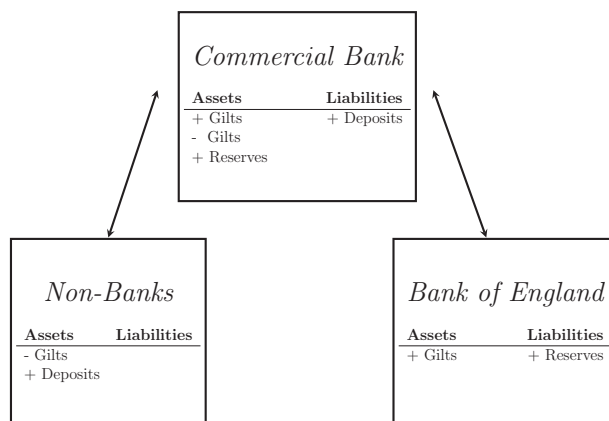 Commercial Bank
Assets Liabilities
+ Gilts + Deposits
- Gilts
+ Reserves
Non-Banks
Assets Liabilities
- Gilts
+ Deposits
Bank of England
Assets Liabilities
+ Gilts + Reserves